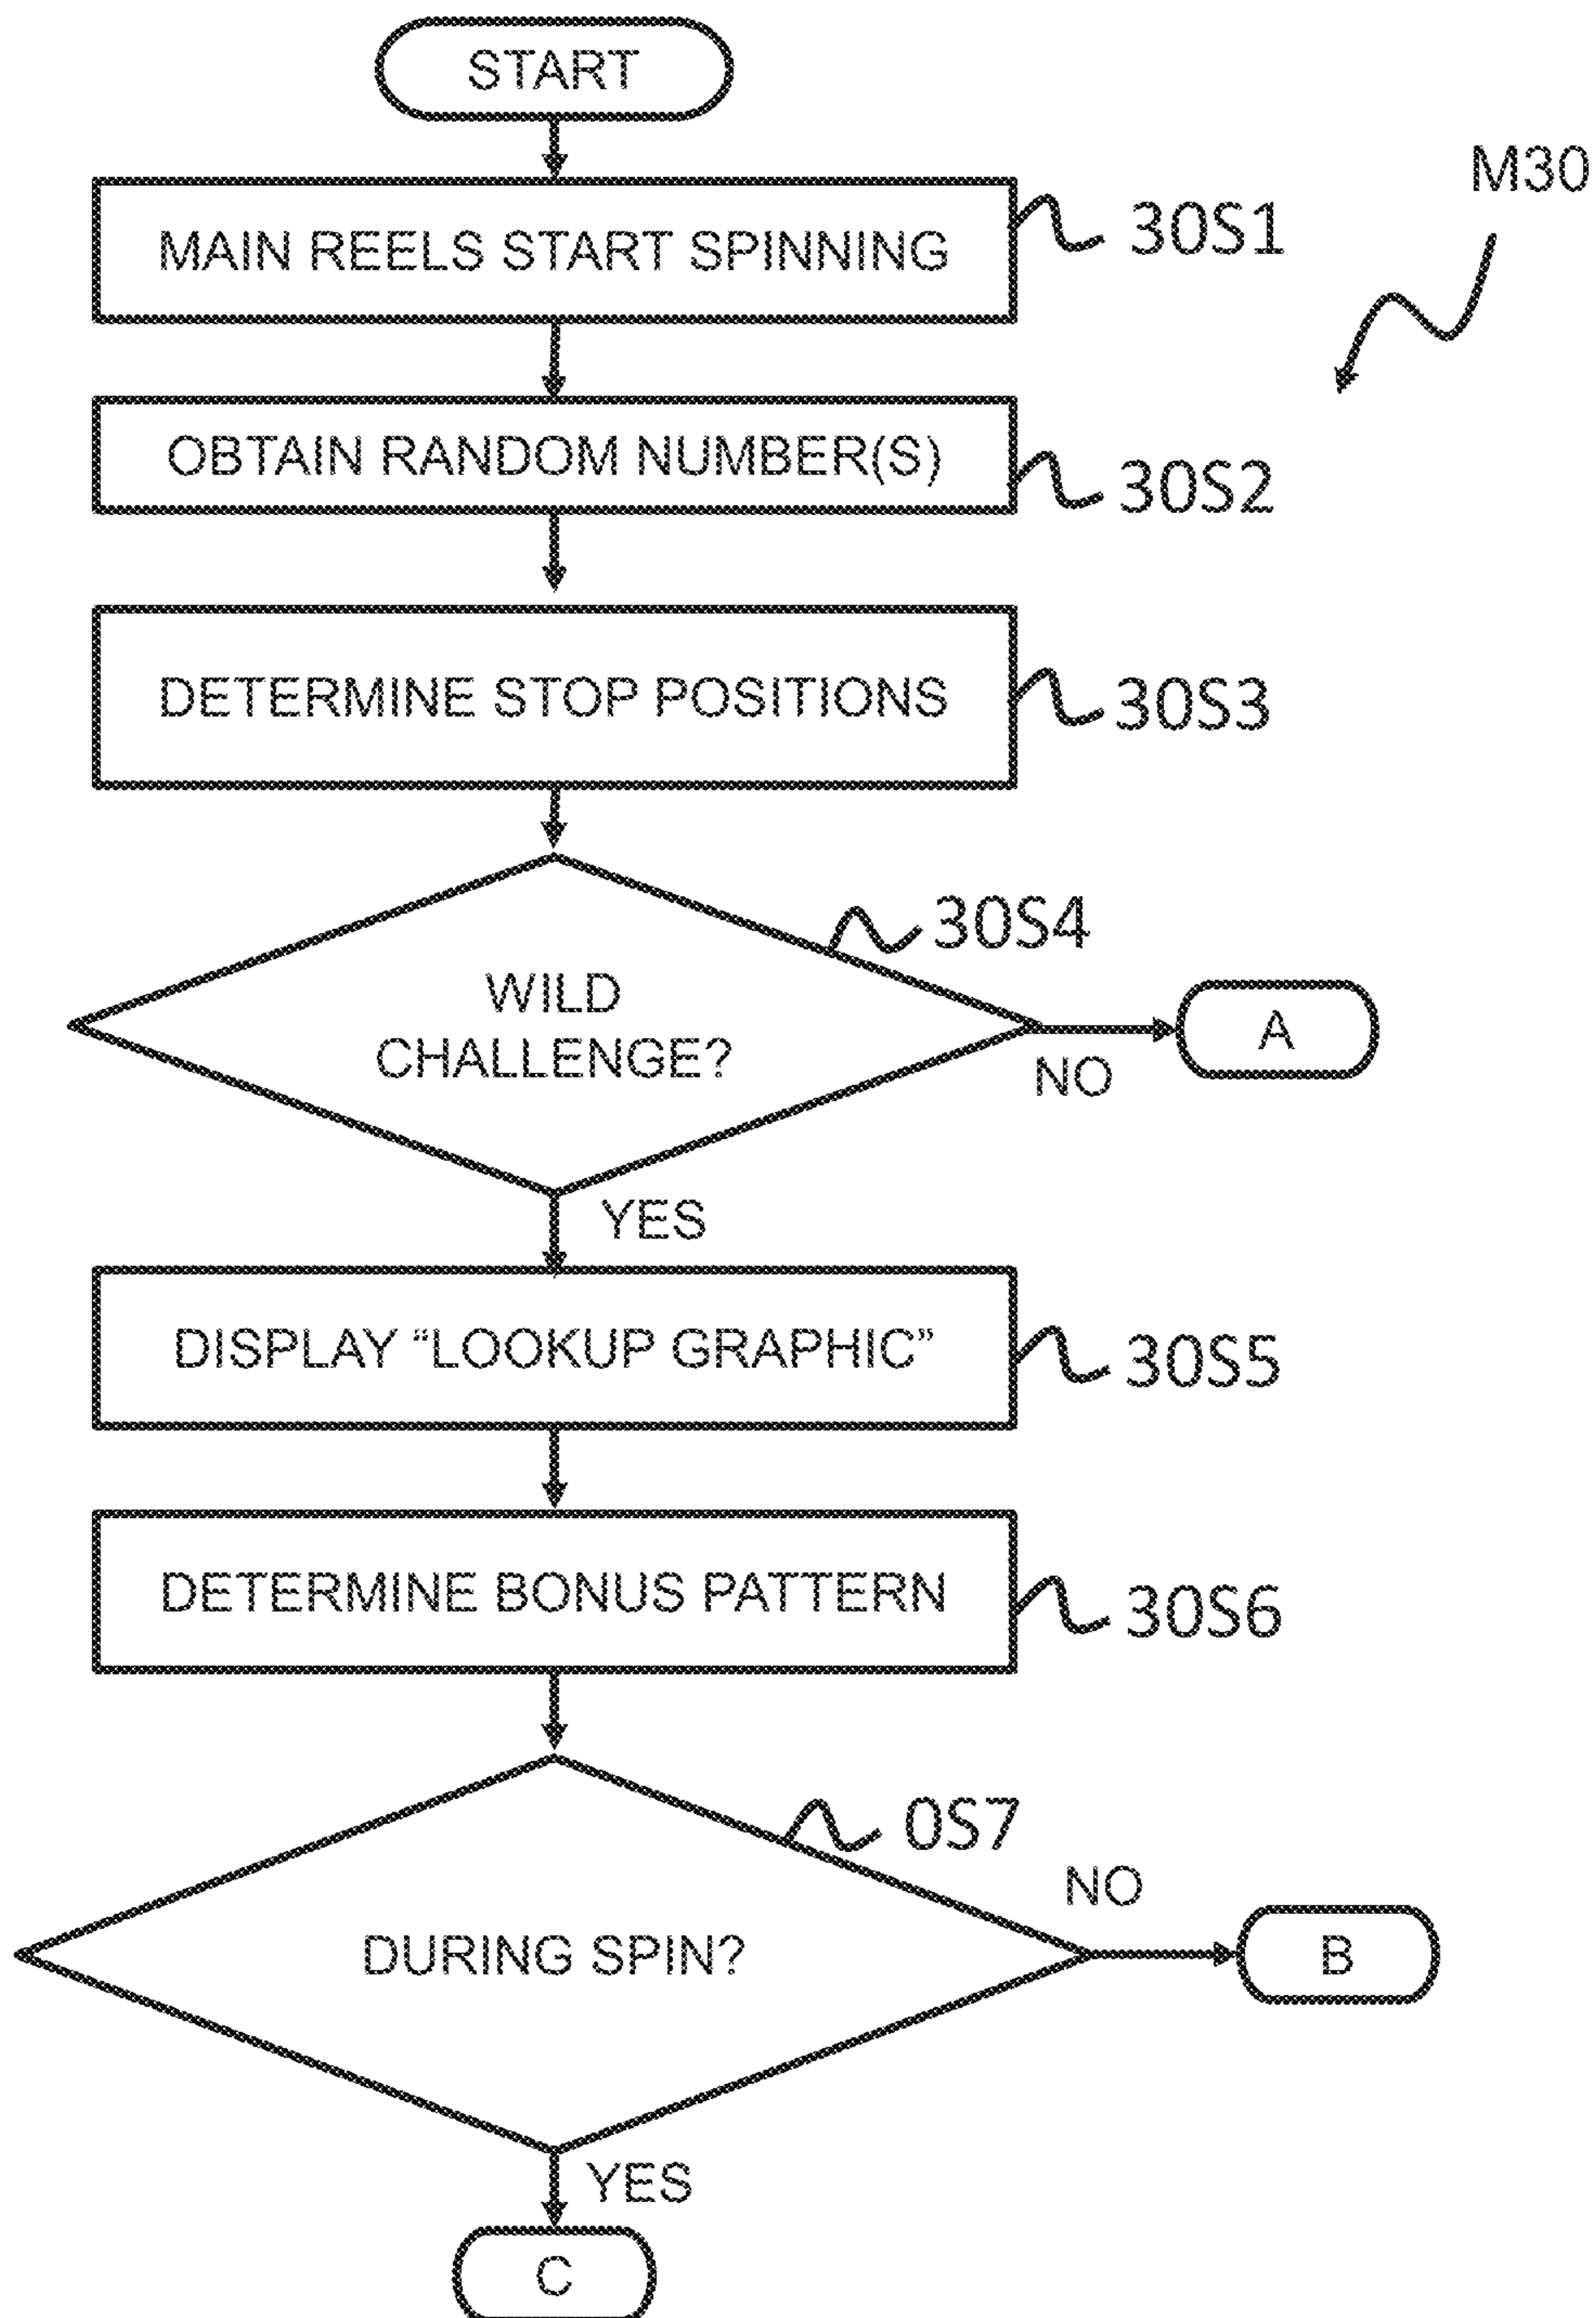 START
M30
MAIN REELS START SPINNING
30S1
OBTAIN RANDOM NUMBER(S)
30S2
DETERMINE STOP POSITIONS
30S3
30S4
WILD
CHALLENGE?
A
NO
YES
DISPLAY “LOOKUP GRAPHIC”
30S5
DETERMINE BONUS PATTERN
30S6
0S7
NO
DURING SPIN?
B
YES
C